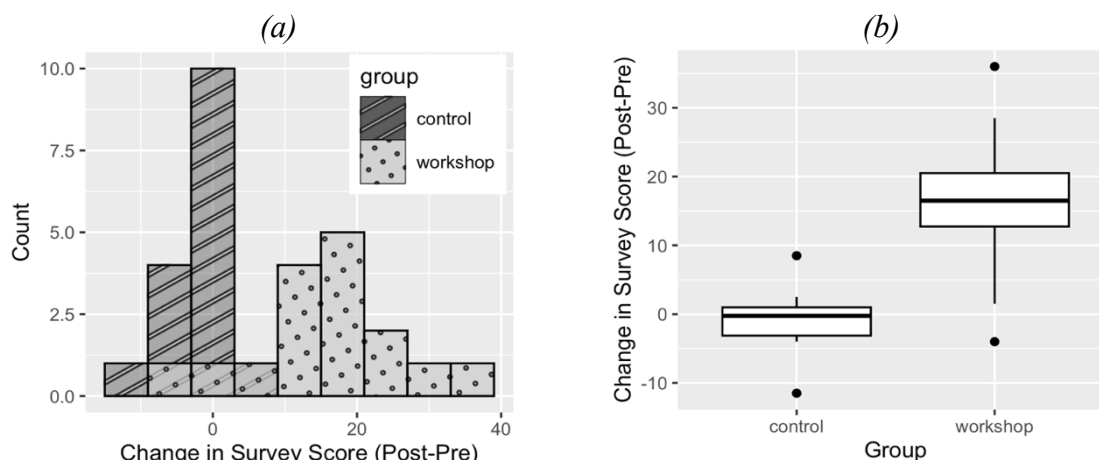 (a)
10.0
7.5
5.0
2.5
0.0
Count
group
control
workshop
0
20
40
Change in Survey Score (Post-Pre)
(b)
30
20
10
0
-10
Change in Survey Score (Post-Pre)
control
workshop
Group